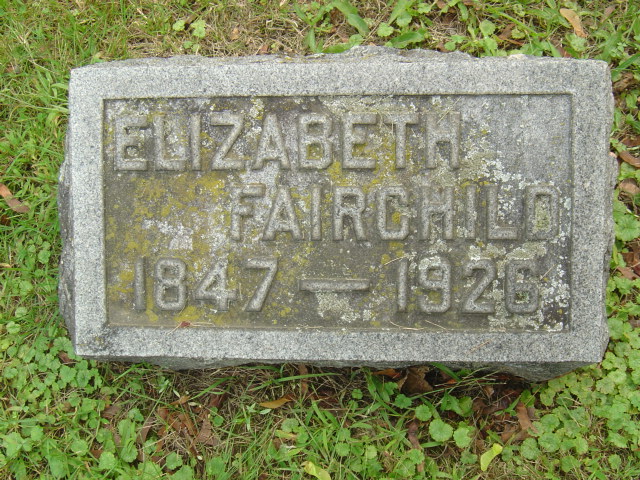 ELIZABETH
FAIRCHILD
1847 — 1926